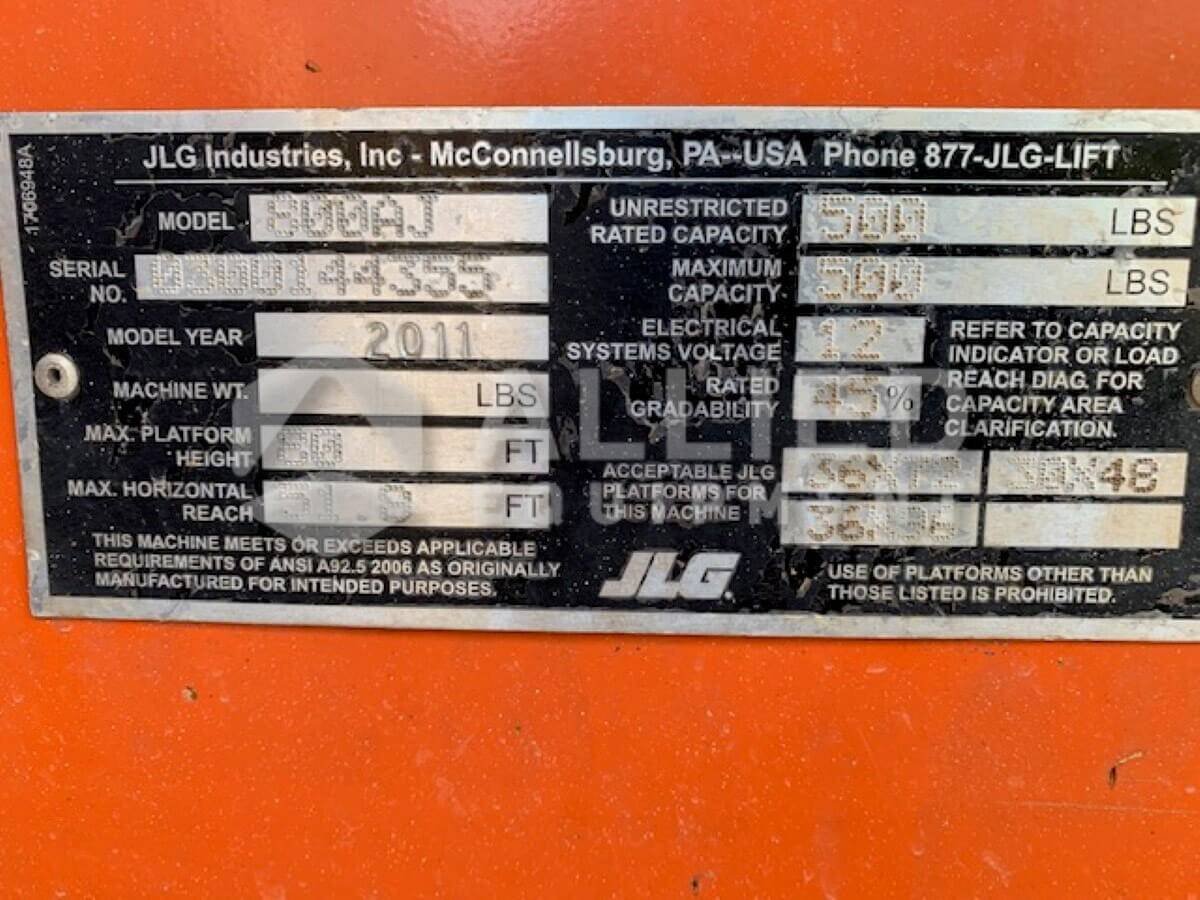 1706948A
JLG Industries, Inc - McConnellsburg, PA--USA Phone 877-JLG-LIFT
MODEL 800AJ
SERIAL NO. 0300144355
MODEL YEAR 2011
MACHINE WT. LBS
MAX. PLATFORM HEIGHT 80 FT
MAX. HORIZONTAL REACH FT
THIS MACHINE MEETS OR EXCEEDS APPLICABLE
REQUIREMENTS OF ANSI A92.5 2006 AS ORIGINALLY
MANUFACTURED FOR INTENDED PURPOSES.
UNRESTRICTED RATED CAPACITY 500 LBS
MAXIMUM CAPACITY 500 LBS
ELECTRICAL SYSTEMS VOLTAGE 12
RATED GRADABILITY 45 %
REFER TO CAPACITY
INDICATOR OR LOAD
REACH DIAG. FOR
CAPACITY AREA
CLARIFICATION.
ACCEPTABLE JLG
PLATFORMS FOR
THIS MACHINE
36X72 30X48
JLG
USE OF PLATFORMS OTHER THAN
THOSE LISTED IS PROHIBITED.
ALLIED
EQUIPMENT